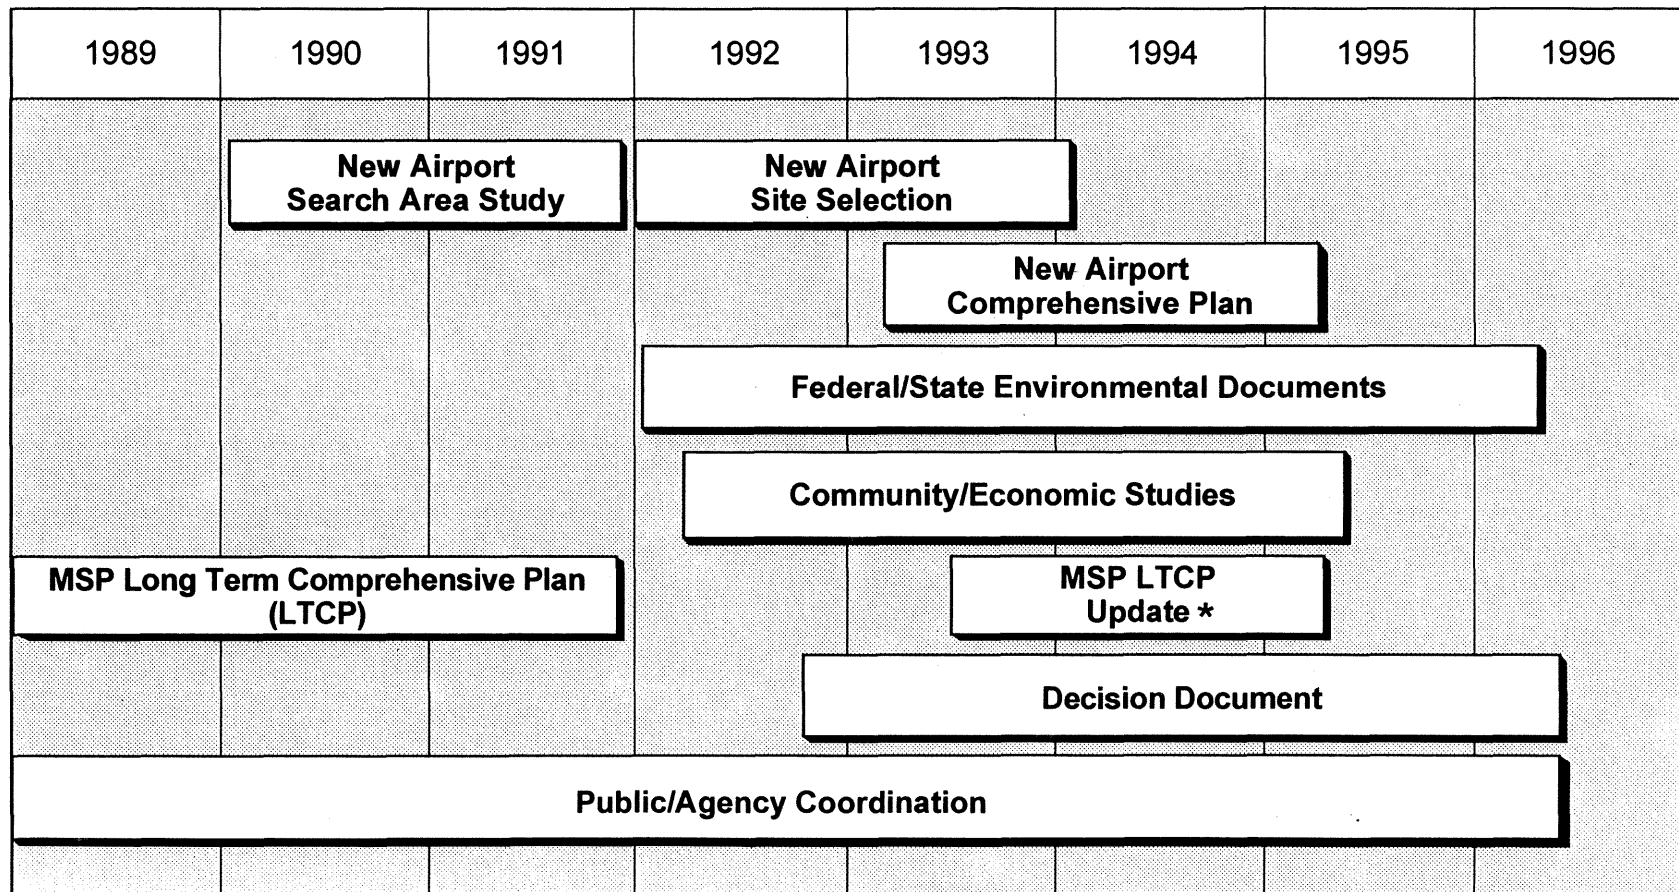 1989 1990 1991 1992 1993 1994 1995 1996
New Airport
Search Area Study
New Airport
Site Selection
New Airport
Comprehensive Plan
Federal/State Environmental Documents
Community/Economic Studies
MSP Long Term Comprehensive Plan
(LTCP)
MSP LTCP
Update *
Decision Document
Public/Agency Coordination